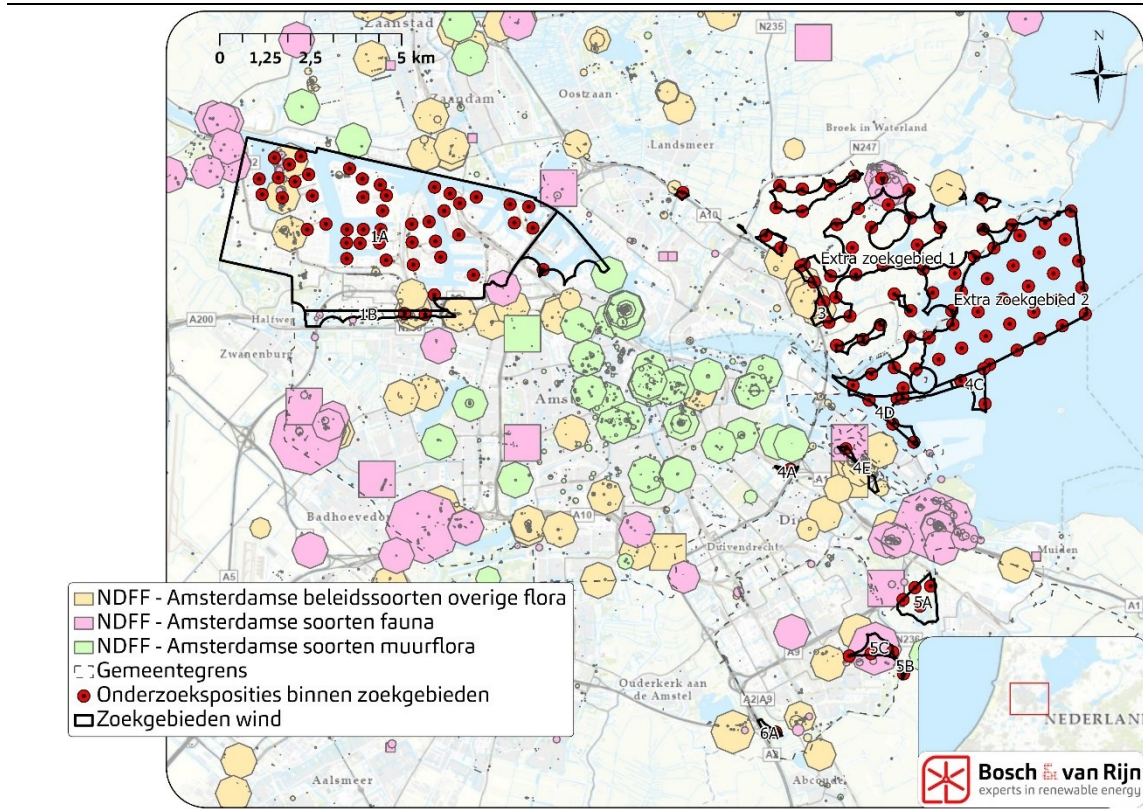 Zaanstad
N235
N
0 1,25 2,5 5 km
Oostzaan
Zaandam
Broek in Waterland
Landsmeer
N247
A10
1A
Extra zoekgebied 1
Extra zoekgebied 2
3
1B
A200
Halfweg
Zwanenburg
4C
4D
4A
4E
Badhoevedor
A10
Duivendrecht
Muiden
A5
A1
5A
NDFF - Amsterdamse beleidssoorten overige flora
NDFF - Amsterdamse soorten fauna
NDFF - Amsterdamse soorten muurflora
Gemeentegrens
Onderzoeksposities binnen zoekgebieden
Zoekgebieden wind
A9
5C
N236
5B
Ouderkerk aan
de Amstel
A2|A9
6A
A2
Abcoude
Aalsmeer
NEDERLAN
Bosch & van Rijn
experts in renewable energy